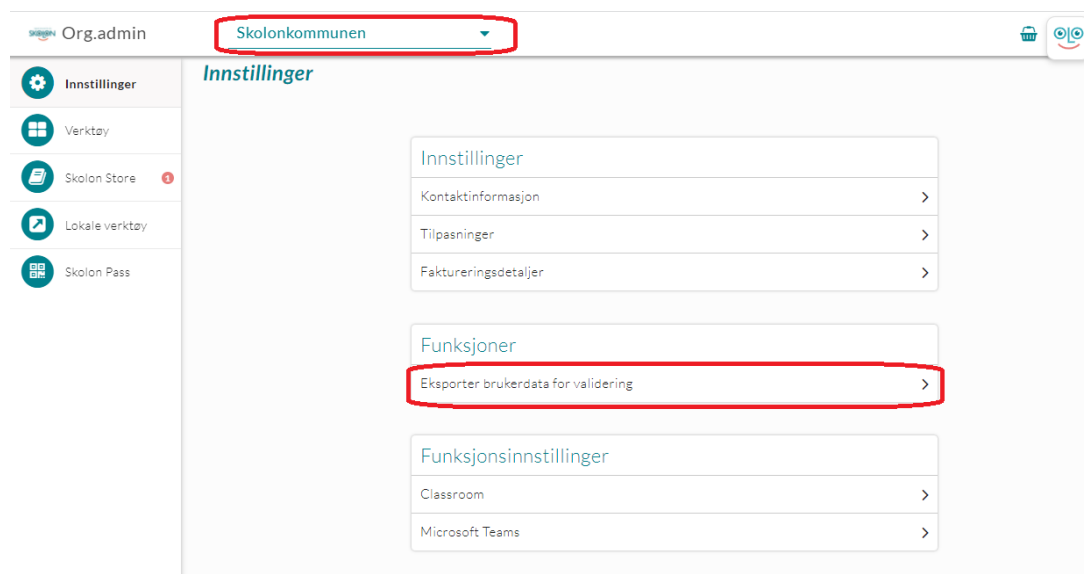 SKOLON Org.admin
Skolonkommunen
Innstillinger
Innstillinger
Verktøy
Skolon Store 1
Lokale verktøy
Skolon Pass
Innstillinger
Kontaktinformasjon
Tilpasninger
Faktureringsdetaljer
Funksjoner
Eksporter brukerdata for validering
Funksjonsinnstillinger
Classroom
Microsoft Teams